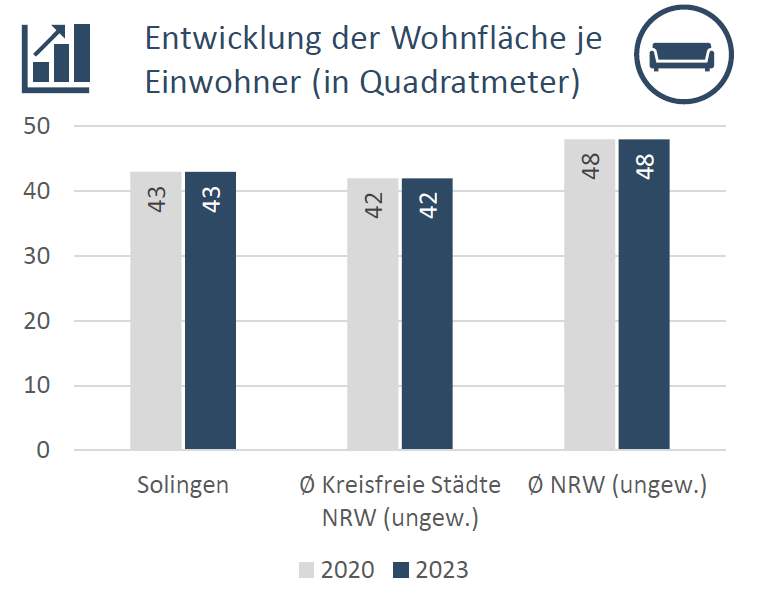 Entwicklung der Wohnfläche je
Einwohner (in Quadratmeter)
50
40
30
20
10
0
43
43
42
42
48
48
Solingen
Ø Kreisfreie Städte
NRW (ungew.)
Ø NRW (ungew.)
2020
2023